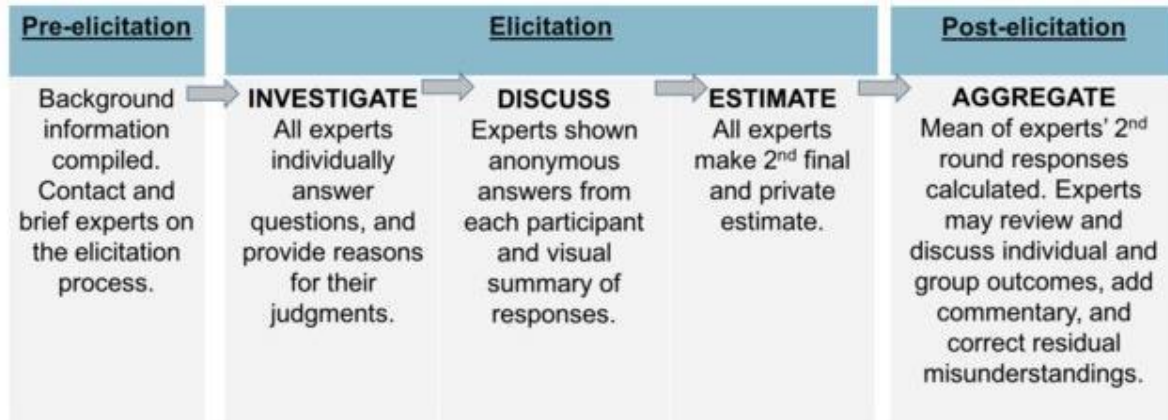 Pre-elicitation
Elicitation
Post-elicitation
Background
information
compiled.
Contact and
brief experts on
the elicitation
process.
INVESTIGATE
All experts
individually
answer
questions, and
provide reasons
for their
judgments.
DISCUSS
Experts shown
anonymous
answers from
each participant
and visual
summary of
responses.
ESTIMATE
All experts
make 2nd final
and private
estimate.
AGGREGATE
Mean of experts' 2nd
round responses
calculated. Experts
may review and
discuss individual and
group outcomes, add
commentary, and
correct residual
misunderstandings.